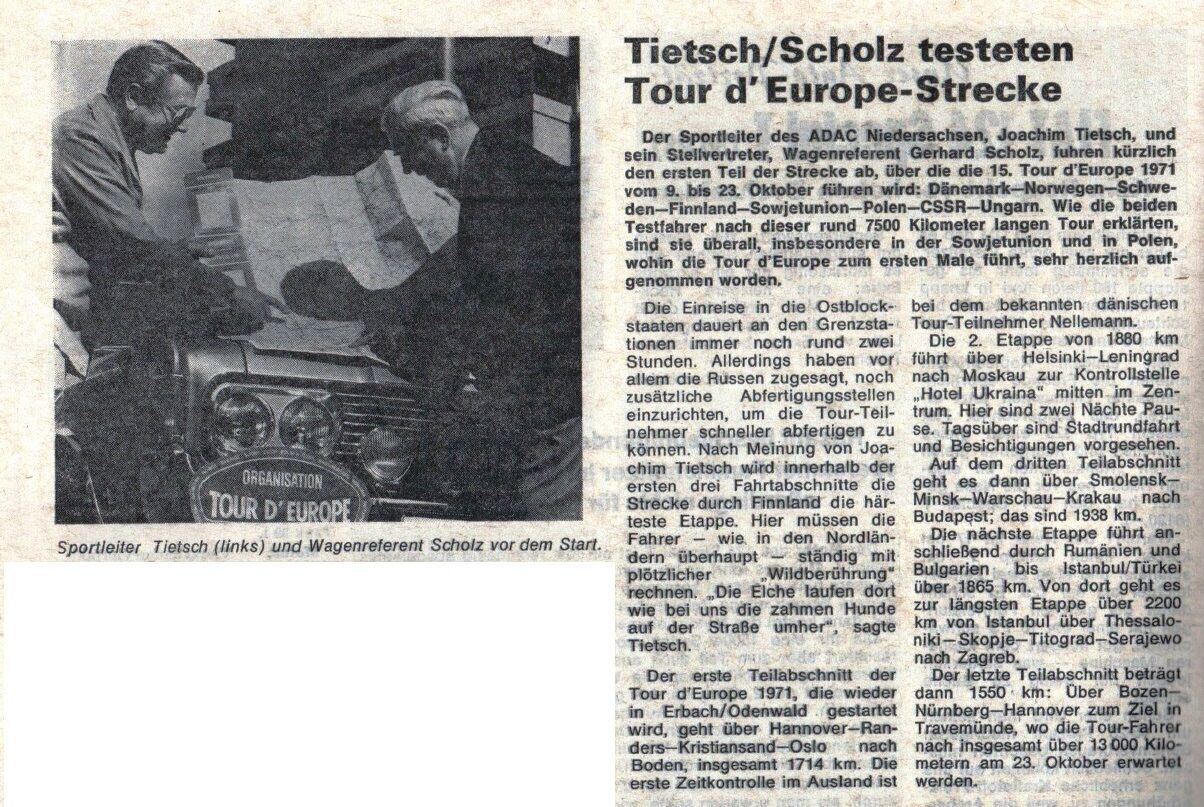 ORGANISATION
TOUR D'EUROPE
Sportleiter Tietsch (links) und Wagenreferent Scholz vor dem Start.
Tietsch/Scholz testeten
Tour d'Europe-Strecke
Der Sportleiter des ADAC Niedersachsen, Joachim Tietsch, und
sein Stellvertreter, Wagenreferent Gerhard Scholz, fuhren kürzlich
den ersten Teil der Strecke ab, über die die 15. Tour d'Europe 1971
vom 9. bis 23. Oktober führen wird: Dänemark—Norwegen—Schwe-
den—Finnland—Sowjetunion—Polen—CSSR—Ungarn. Wie die beiden
Testfahrer nach dieser rund 7500 Kilometer langen Tour erklärten,
sind sie überall, insbesondere in der Sowjetunion und in Polen,
wohin die Tour d'Europe zum ersten Male führt, sehr herzlich auf-
genommen worden.
Die Einreise in die Ostblock-
staaten dauert an den Grenzsta-
tionen immer noch rund zwei
Stunden. Allerdings haben vor
allem die Russen zugesagt, noch
zusätzliche Abfertigungsstellen
einzurichten, um die Tour-Teil-
nehmer schneller abfertigen zu
können. Nach Meinung von Joa-
chim Tietsch wird innerhalb der
ersten drei Fahrtabschnitte die
Strecke durch Finnland die här-
teste Etappe. Hier müssen die
Fahrer — wie in den Nordlän-
dern überhaupt — ständig mit
plötzlicher „Wildberührung"
rechnen. „Die Elche laufen dort
wie bei uns die zahmen Hunde
auf der Straße umher", sagte
Tietsch.
Der erste Teilabschnitt der
Tour d'Europe 1971, die wieder
in Erbach/Odenwald gestartet
wird, geht über Hannover—Ran-
ders—Kristiansand—Oslo nach
Boden, insgesamt 1714 km. Die
erste Zeitkontrolle im Ausland ist
bei dem bekannten dänischen
Tour-Teilnehmer Nellemann.
Die 2. Etappe von 1880 km
führt über Helsinki—Leningrad
nach Moskau zur Kontrollstelle
„Hotel Ukraina" mitten im Zen-
trum. Hier sind zwei Nächte Pau-
se. Tagsüber sind Stadtrundfahrt
und Besichtigungen vorgesehen.
Auf dem dritten Teilabschnitt
geht es dann über Smolensk—
Minsk—Warschau—Krakau nach
Budapest; das sind 1938 km.
Die nächste Etappe führt an-
schließend durch Rumänien und
Bulgarien bis Istanbul/Türkei
über 1865 km. Von dort geht es
zur längsten Etappe über 2200
km von Istanbul über Thessalo-
niki—Skopje—Titograd—Serajewo
nach Zagreb.
Der letzte Teilabschnitt beträgt
dann 1550 km: Über Bozen—
Nürnberg—Hannover zum Ziel in
Travemünde, wo die Tour-Fahrer
nach insgesamt über 13 000 Kilo-
metern am 23. Oktober erwartet
werden.